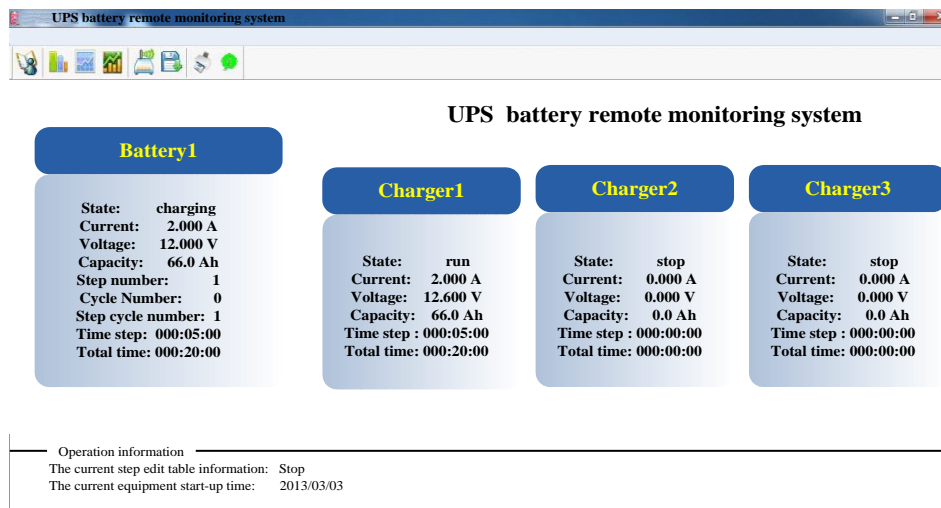 UPS battery remote monitoring system
UPS battery remote monitoring system
Battery1
State: charging
Current: 2.000 A
Voltage: 12.000 V
Capacity: 66.0 Ah
Step number: 1
Cycle Number: 0
Step cycle number: 1
Time step: 000:05:00
Total time: 000:20:00
Charger1
State: run
Current: 2.000 A
Voltage: 12.600 V
Capacity: 66.0 Ah
Time step : 000:05:00
Total time: 000:20:00
Charger2
State: stop
Current: 0.000 A
Voltage: 0.000 V
Capacity: 0.0 Ah
Time step : 000:00:00
Total time: 000:00:00
Charger3
State: stop
Current: 0.000 A
Voltage: 0.000 V
Capacity: 0.0 Ah
Time step : 000:00:00
Total time: 000:00:00
Operation information
The current step edit table information: Stop
The current equipment start-up time: 2013/03/03